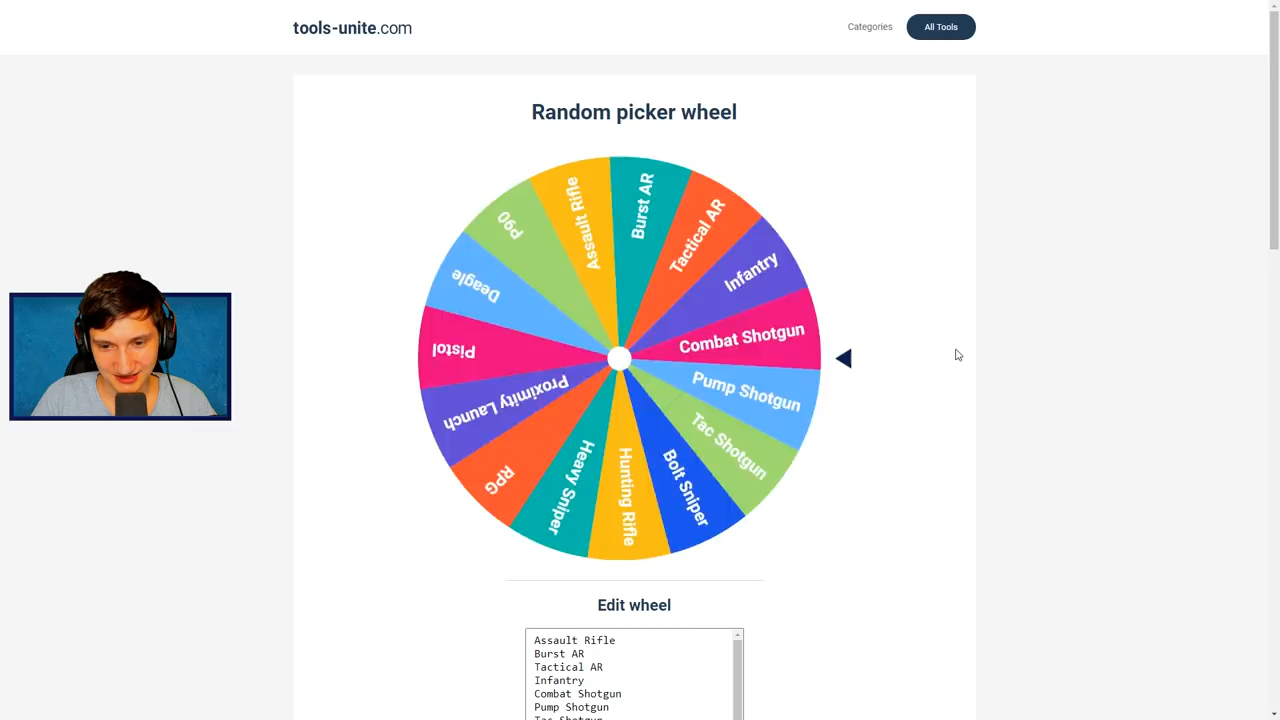 tools-unite.com
Categories
All Tools
Random picker wheel
Assault Rifle
Burst AR
Tactical AR
Infantry
Combat Shotgun
Pump Shotgun
Tac Shotgun
Bolt Sniper
Hunting Rifle
Heavy Sniper
RPG
Proximity Launch
Pistol
Deagle
P90
Edit wheel
Assault Rifle
Burst AR
Tactical AR
Infantry
Combat Shotgun
Pump Shotgun
Tac Shotgun